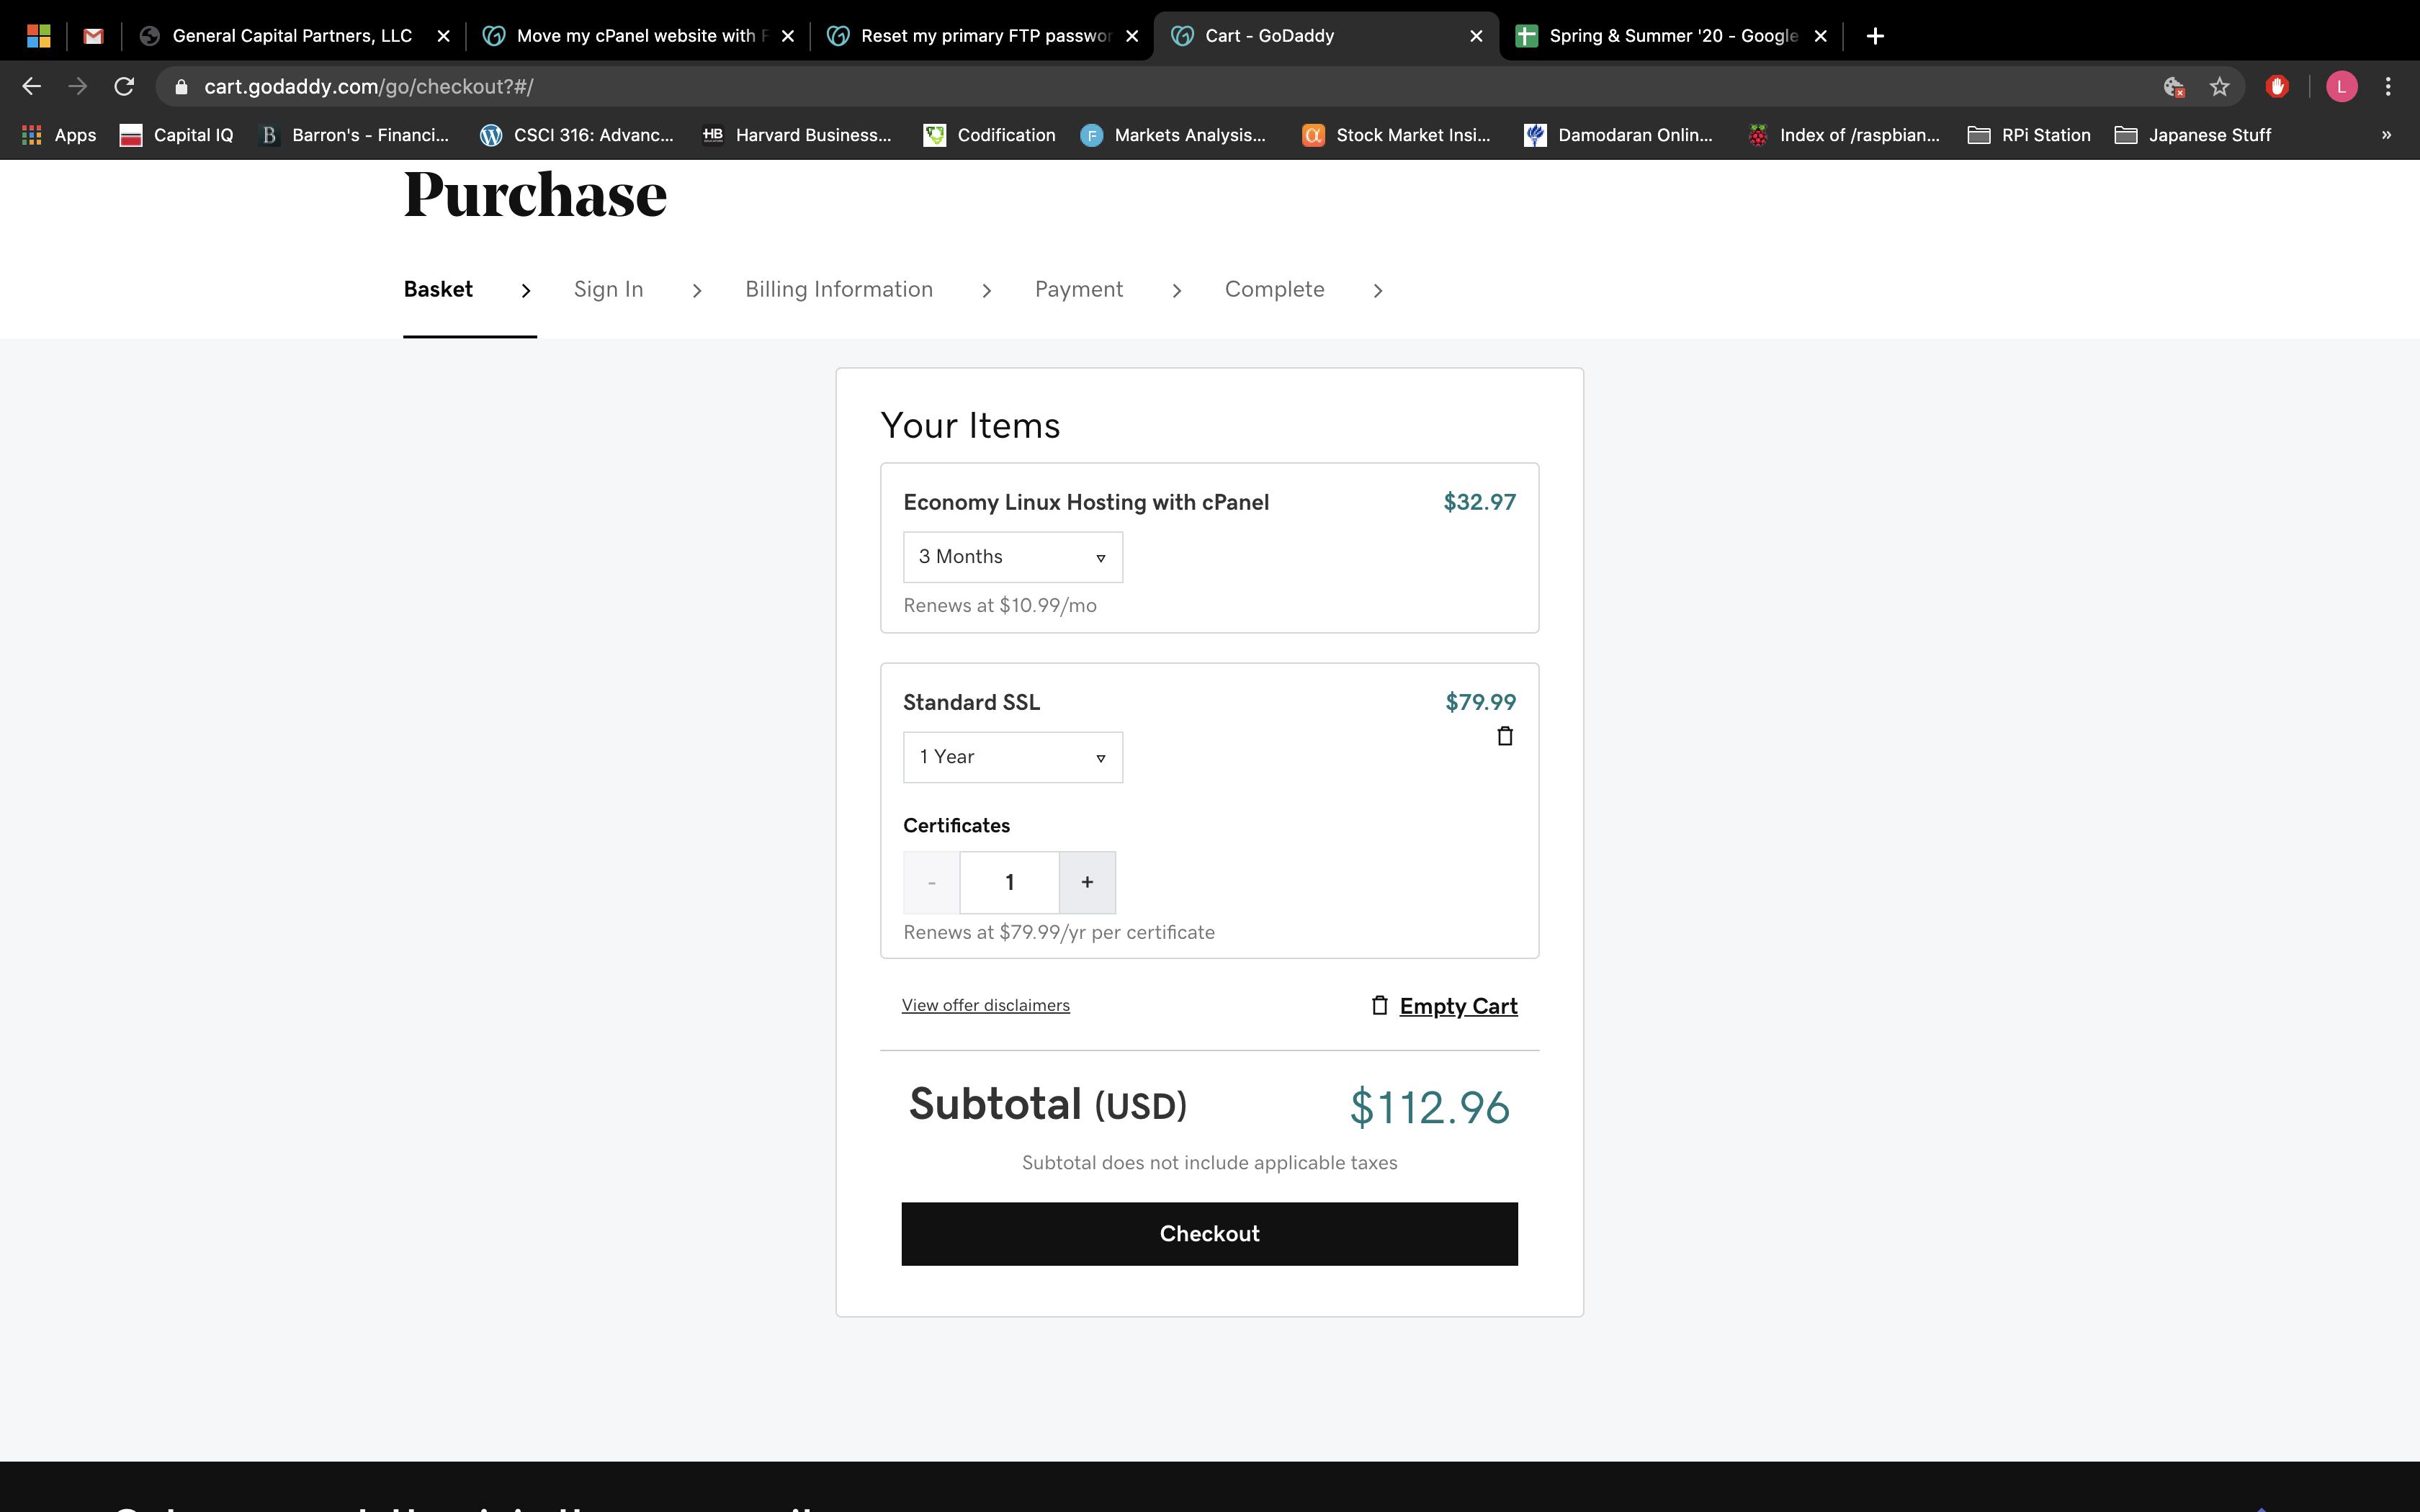 General Capital Partners, LLC
Move my cPanel website with F
Reset my primary FTP passwor
Cart - GoDaddy
Spring & Summer '20 - Google
cart.godaddy.com/go/checkout?#/
L
Apps
Capital IQ
B Barron's - Financi...
CSCI 316: Advanc...
HB Harvard Business...
Codification
F Markets Analysis...
α Stock Market Insi...
Damodaran Onlin...
Index of /raspbian...
RPi Station
Japanese Stuff
»
Purchase
Basket
Sign In
Billing Information
Payment
Complete
Your Items
Economy Linux Hosting with cPanel $32.97
3 Months
Renews at $10.99/mo
Standard SSL $79.99
1 Year
Certificates
- 1 +
Renews at $79.99/yr per certificate
View offer disclaimers Empty Cart
Subtotal (USD) $112.96
Subtotal does not include applicable taxes
Checkout